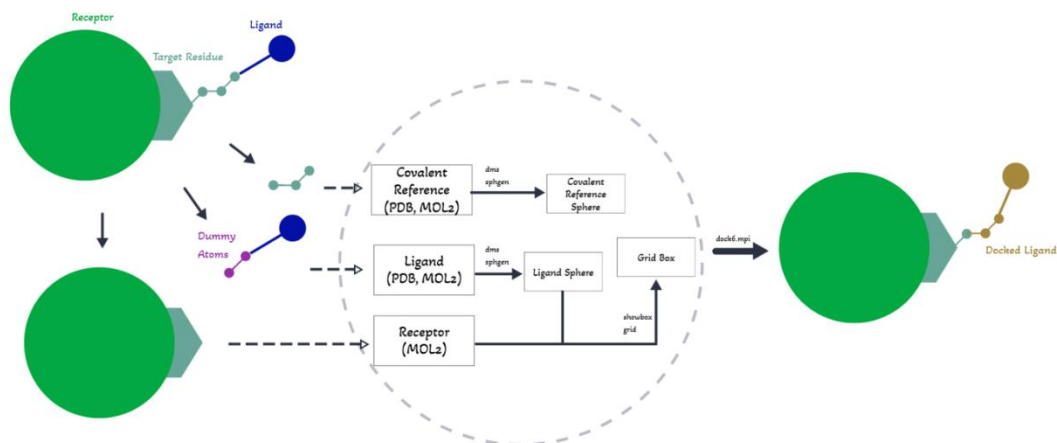 Receptor
Ligand
Target Residue
Covalent
Reference
(PDB, MOL2)
dms
sphgen
Covalent
Reference
Sphere
Dummy
Atoms
Ligand
(PDB, MOL2)
dms
sphgen
Ligand Sphere
Grid Box
showbox
grid
Receptor
(MOL2)
dock6.mpi
Docked Ligand